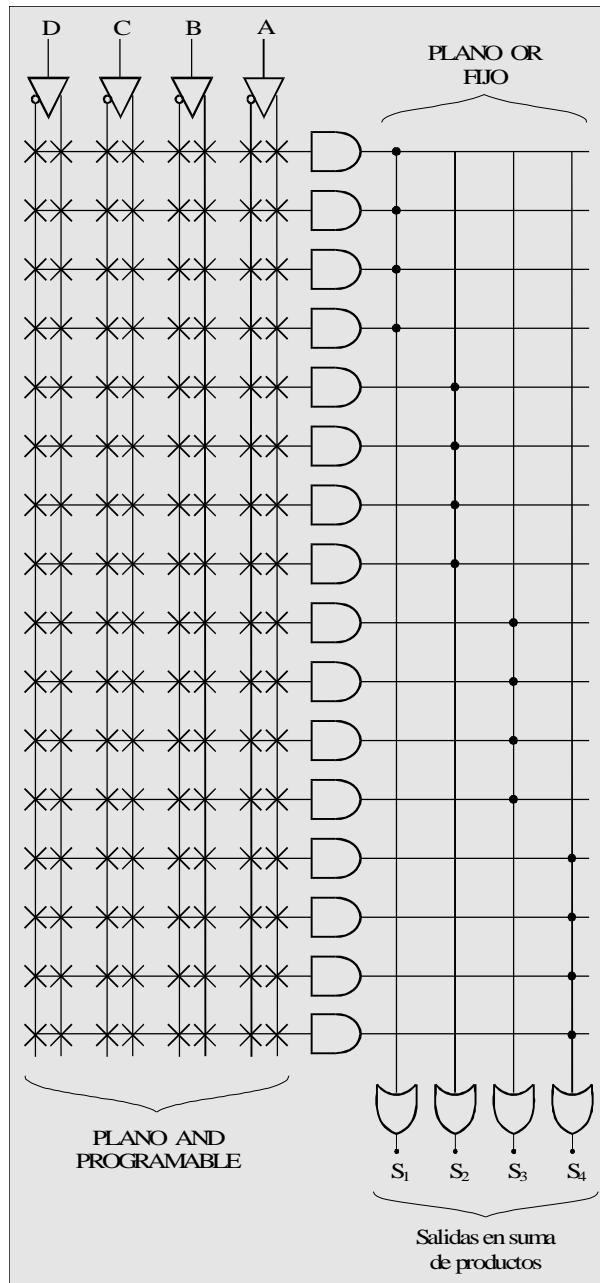 D C B A
PLANO OR
FIJO
PLANO AND
PROGRAMABLE
S1 S2 S3 S4
Salidas en suma
de productos